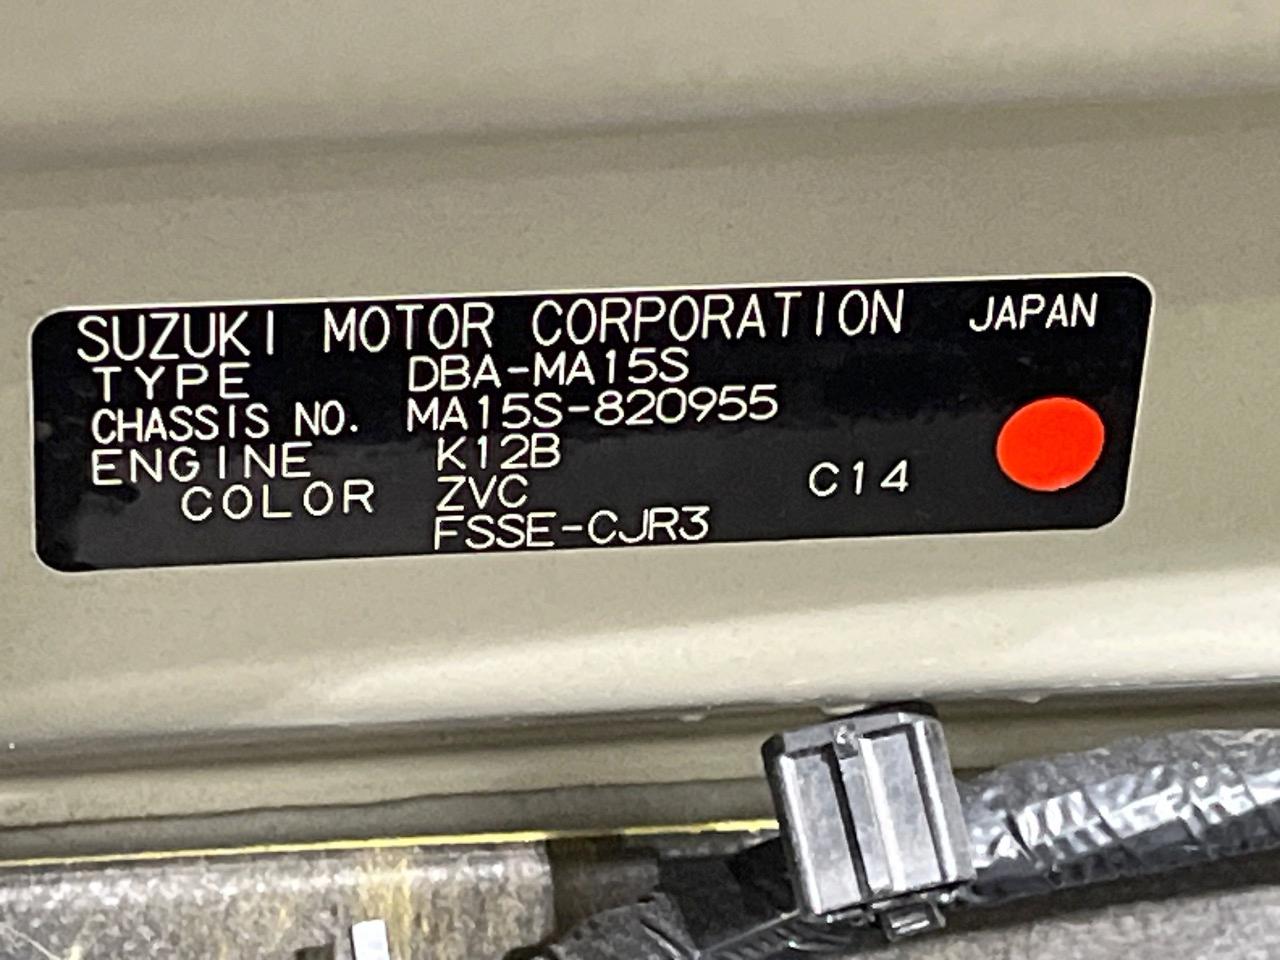 SUZUKI MOTOR CORPORATION JAPAN
TYPE DBA-MA15S
CHASSIS NO. MA15S-820955
ENGINE K12B
COLOR ZVC C14
FSSE-CJR3